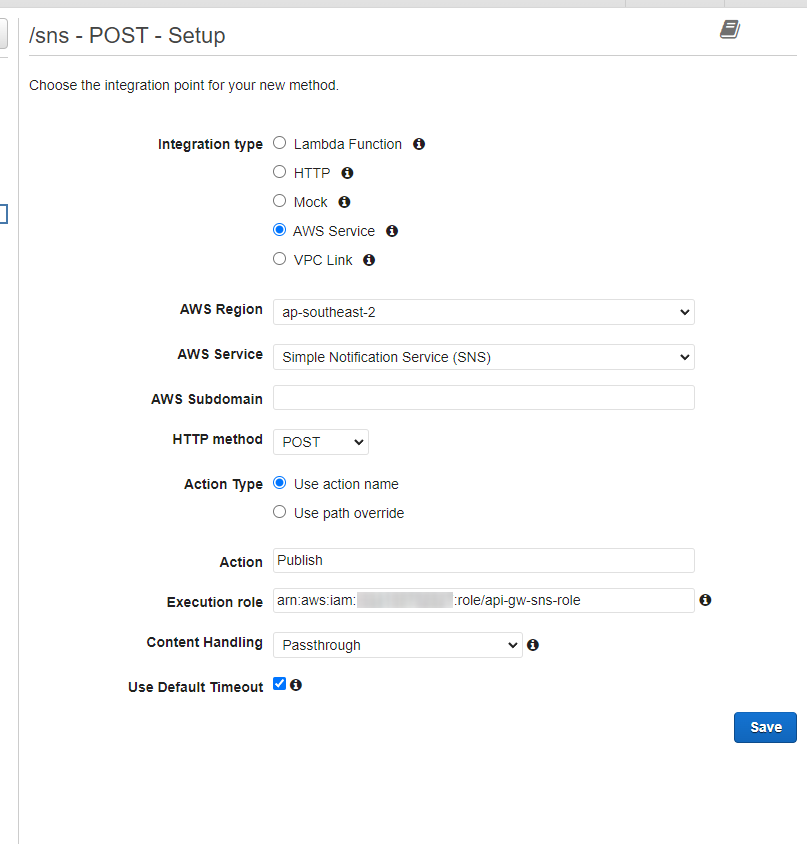 /sns - POST - Setup
Choose the integration point for your new method.
Integration type Lambda Function
HTTP
Mock
AWS Service
VPC Link
AWS Region ap-southeast-2
AWS Service Simple Notification Service (SNS)
AWS Subdomain
HTTP method POST
Action Type Use action name
Use path override
Action Publish
Execution role arn:aws:iam: :role/api-gw-sns-role
Content Handling Passthrough
Use Default Timeout
Save